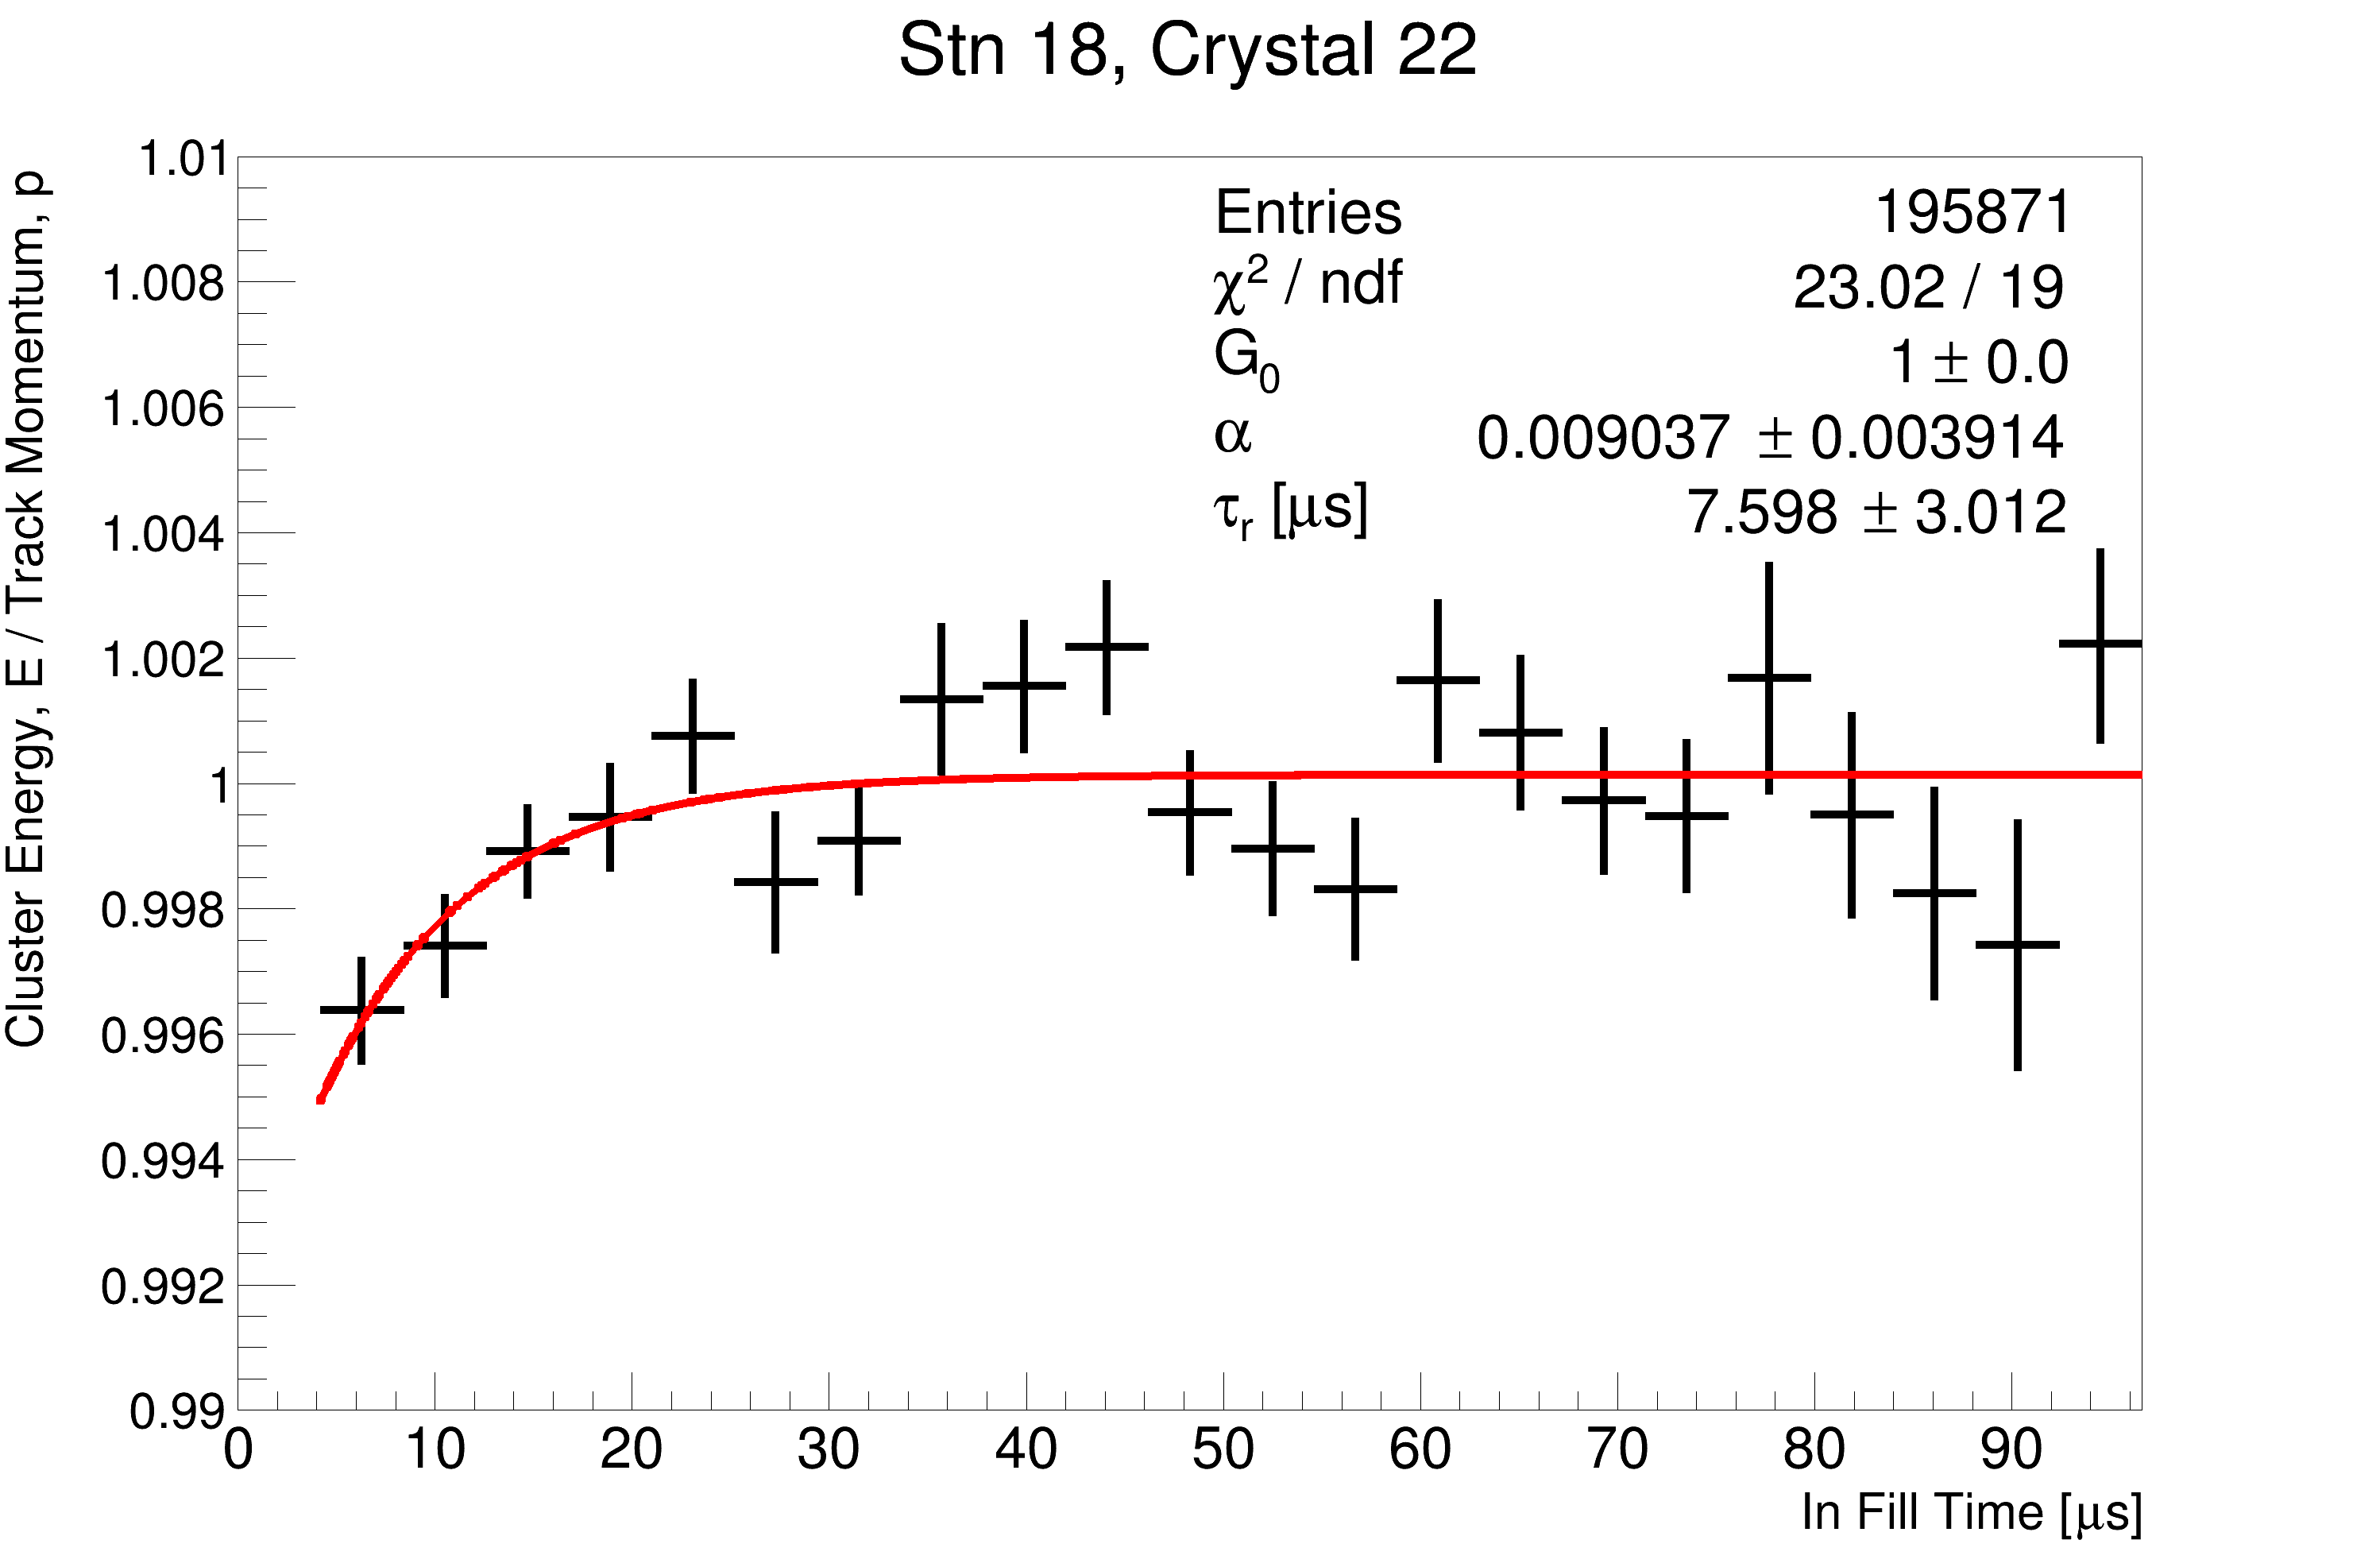 Stn 18, Crystal 22
Cluster Energy, E / Track Momentum, p
1.01
1.008
1.006
1.004
1.002
1
0.998
0.996
0.994
0.992
0.99
Entries 195871
χ² / ndf 23.02 / 19
G₀ 1 ± 0.0
α 0.009037 ± 0.003914
τᵣ [μs] 7.598 ± 3.012
0 10 20 30 40 50 60 70 80 90
In Fill Time [μs]